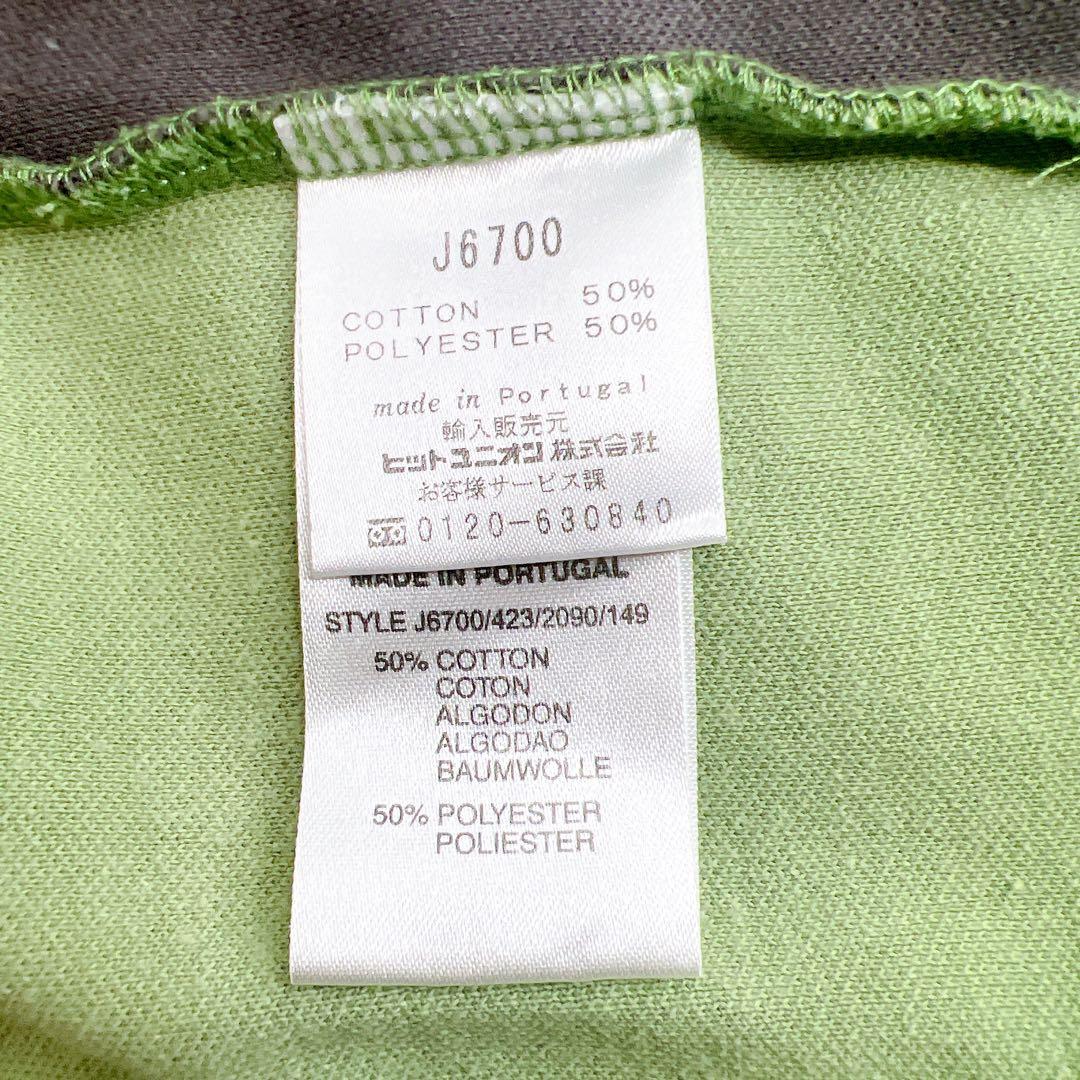 J6700
COTTON 50%
POLYESTER 50%
made in Portugal
輸入販売元
ヒットユニオン株式会社
お客様サービス課
0120-630840
MADE IN PORTUGAL
STYLE J6700/423/2090/149
50% COTTON
COTON
ALGODON
ALGODAO
BAUMWOLLE
50% POLYESTER
POLIESTER